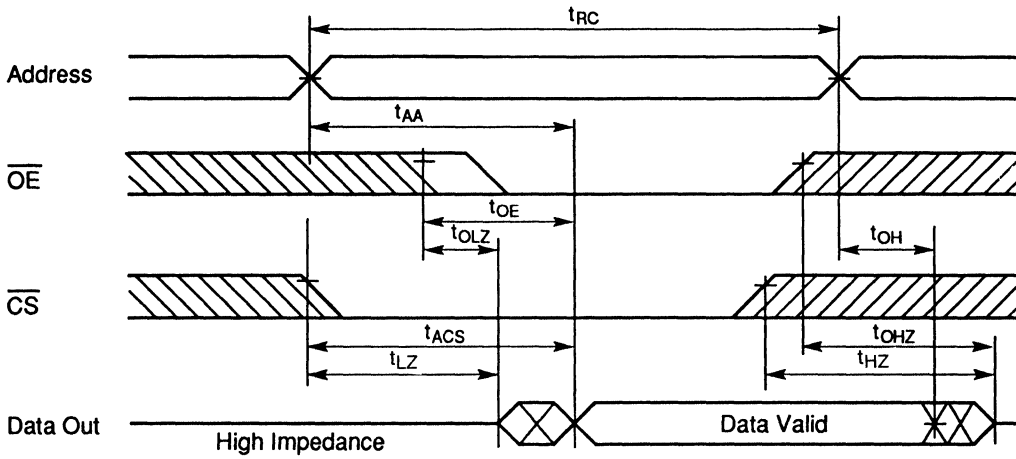 tRC
Address
tAA
OE
tOE
tOLZ
tOH
CS
tACS
tOHZ
tLZ
tHZ
Data Out
High Impedance
Data Valid